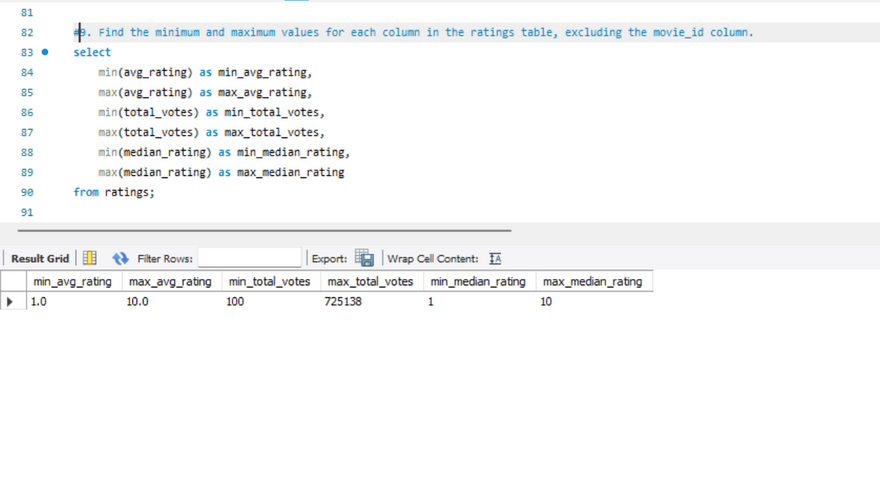 81
82 #9. Find the minimum and maximum values for each column in the ratings table, excluding the movie_id column.
83 select
84 min(avg_rating) as min_avg_rating,
85 max(avg_rating) as max_avg_rating,
86 min(total_votes) as min_total_votes,
87 max(total_votes) as max_total_votes,
88 min(median_rating) as min_median_rating,
89 max(median_rating) as max_median_rating
90 from ratings;
91
Result Grid Filter Rows: Export: Wrap Cell Content:
min_avg_rating max_avg_rating min_total_votes max_total_votes min_median_rating max_median_rating
1.0 10.0 100 725138 1 10